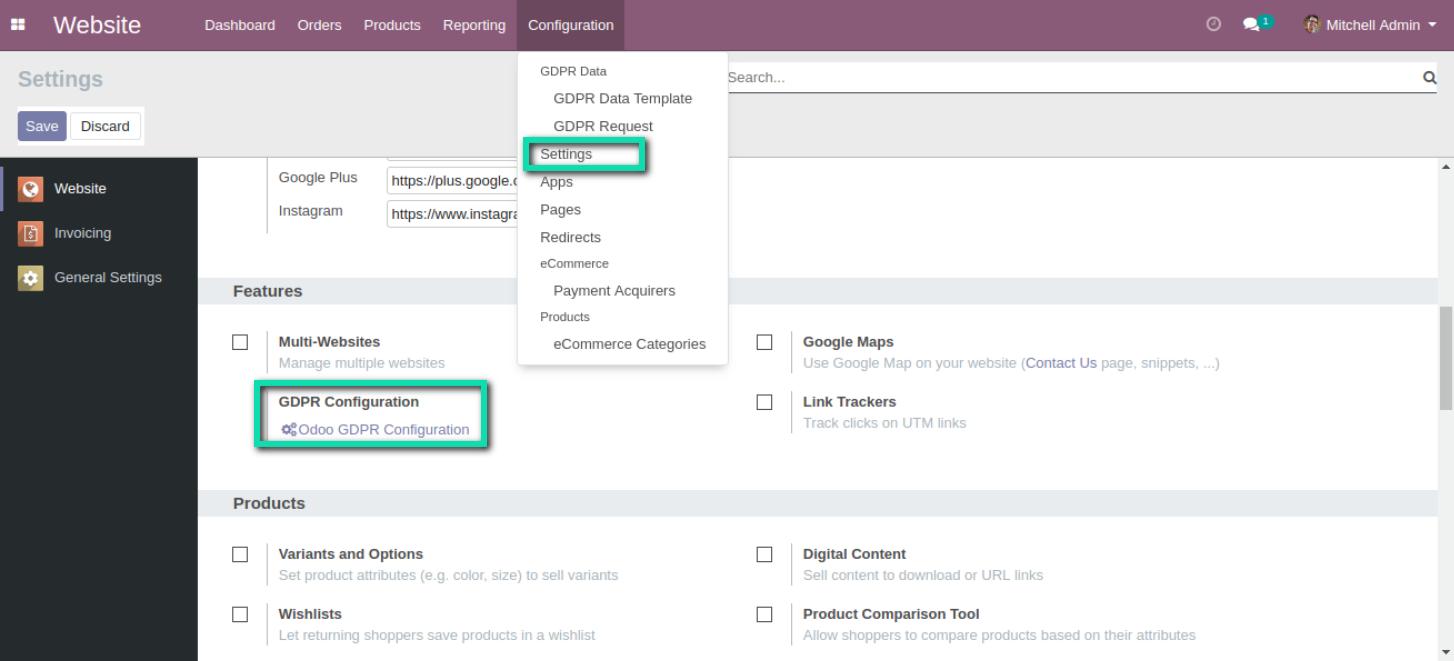 Website
Dashboard Orders Products Reporting Configuration
1 Mitchell Admin
Settings
Search...
Save Discard
GDPR Data
GDPR Data Template
GDPR Request
Settings
Apps
Pages
Redirects
eCommerce
Payment Acquirers
Products
eCommerce Categories
Website
Invoicing
General Settings
Google Plus https://plus.google.c
Instagram https://www.instagra
Features
Multi-Websites
Manage multiple websites
Google Maps
Use Google Map on your website (Contact Us page, snippets, ...)
GDPR Configuration
Odoo GDPR Configuration
Link Trackers
Track clicks on UTM links
Products
Variants and Options
Set product attributes (e.g. color, size) to sell variants
Digital Content
Sell content to download or URL links
Wishlists
Let returning shoppers save products in a wishlist
Product Comparison Tool
Allow shoppers to compare products based on their attributes